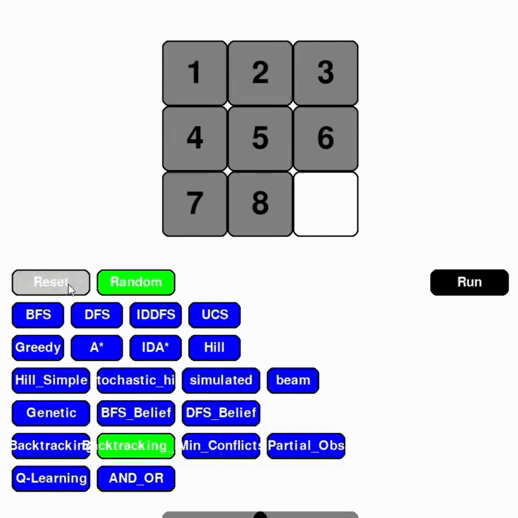 1 2 3
4 5 6
7 8
Reset Random Run
BFS DFS IDDFS UCS
Greedy A* IDA* Hill
Hill_Simple tochastic_hi simulated beam
Genetic BFS_Belief DFS_Belief
Backtracking Min_Conflicts Partial_Obs
Q-Learning AND_OR